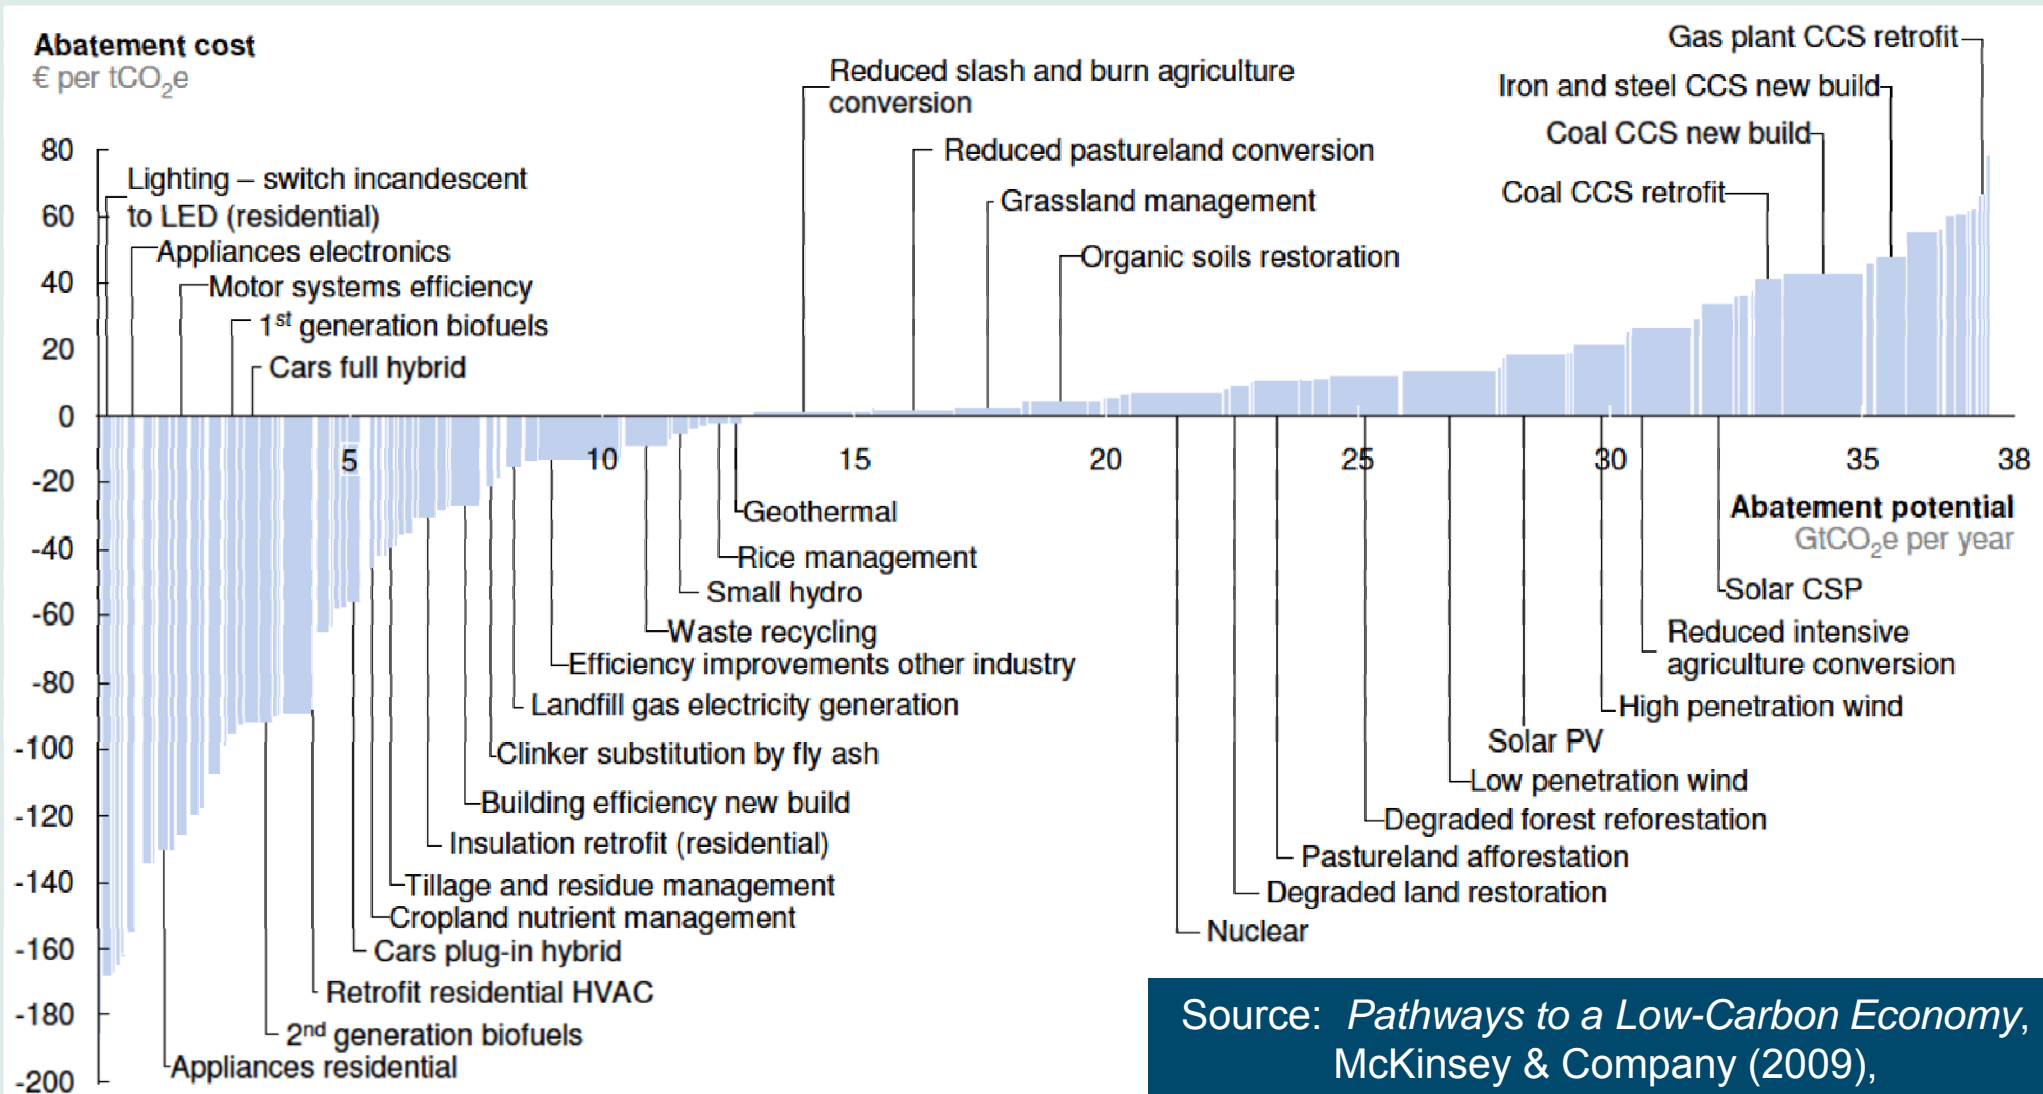 Abatement cost
€ per tCO₂e
80
60
40
20
0
-20
-40
-60
-80
-100
-120
-140
-160
-180
-200
Lighting – switch incandescent
to LED (residential)
Appliances electronics
Motor systems efficiency
1st generation biofuels
Cars full hybrid
Reduced slash and burn agriculture
conversion
Reduced pastureland conversion
Grassland management
Organic soils restoration
Gas plant CCS retrofit
Iron and steel CCS new build
Coal CCS new build
Coal CCS retrofit
5
10
15
20
25
30
35
38
Abatement potential
GtCO₂e per year
Geothermal
Rice management
Small hydro
Waste recycling
Efficiency improvements other industry
Landfill gas electricity generation
Clinker substitution by fly ash
Building efficiency new build
Insulation retrofit (residential)
Tillage and residue management
Cropland nutrient management
Cars plug-in hybrid
Retrofit residential HVAC
2nd generation biofuels
Appliances residential
Solar CSP
Reduced intensive
agriculture conversion
High penetration wind
Solar PV
Low penetration wind
Degraded forest reforestation
Pastureland afforestation
Degraded land restoration
Nuclear
Source: Pathways to a Low-Carbon Economy,
McKinsey & Company (2009),